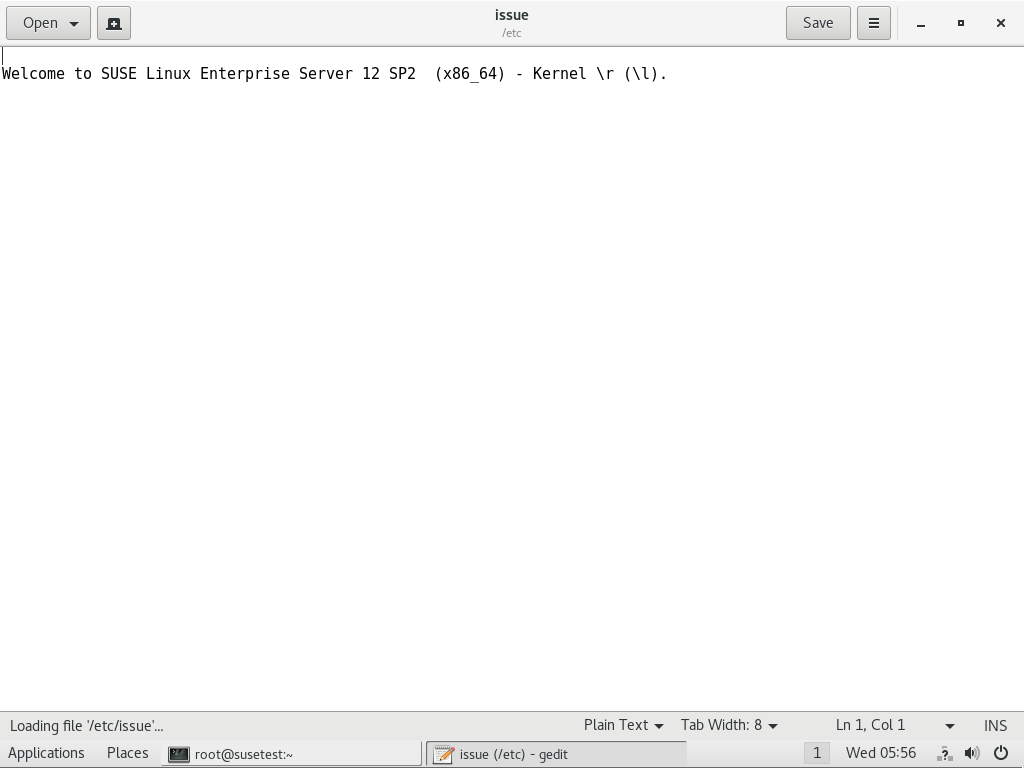 Open
issue
/etc
Save
Welcome to SUSE Linux Enterprise Server 12 SP2  (x86_64) - Kernel \r (\l).
Loading file '/etc/issue'...
Plain Text
Tab Width: 8
Ln 1, Col 1
INS
Applications
Places
root@susetest:~
issue (/etc) - gedit
1
Wed 05:56